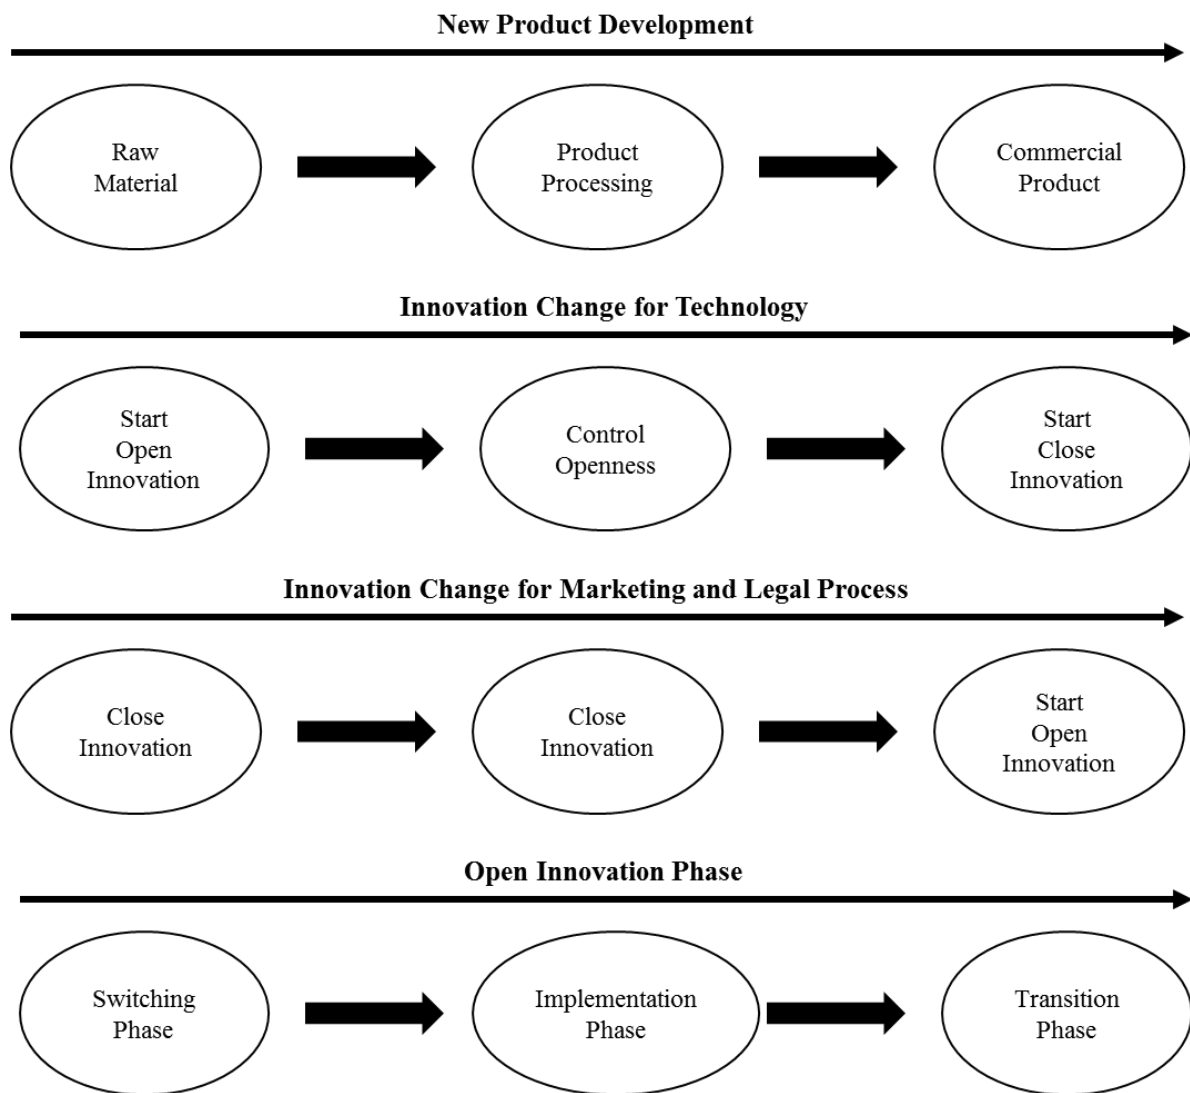 New Product Development
Raw
Material
Product
Processing
Commercial
Product
Innovation Change for Technology
Start
Open
Innovation
Control
Openness
Start
Close
Innovation
Innovation Change for Marketing and Legal Process
Close
Innovation
Close
Innovation
Start
Open
Innovation
Open Innovation Phase
Switching
Phase
Implementation
Phase
Transition
Phase